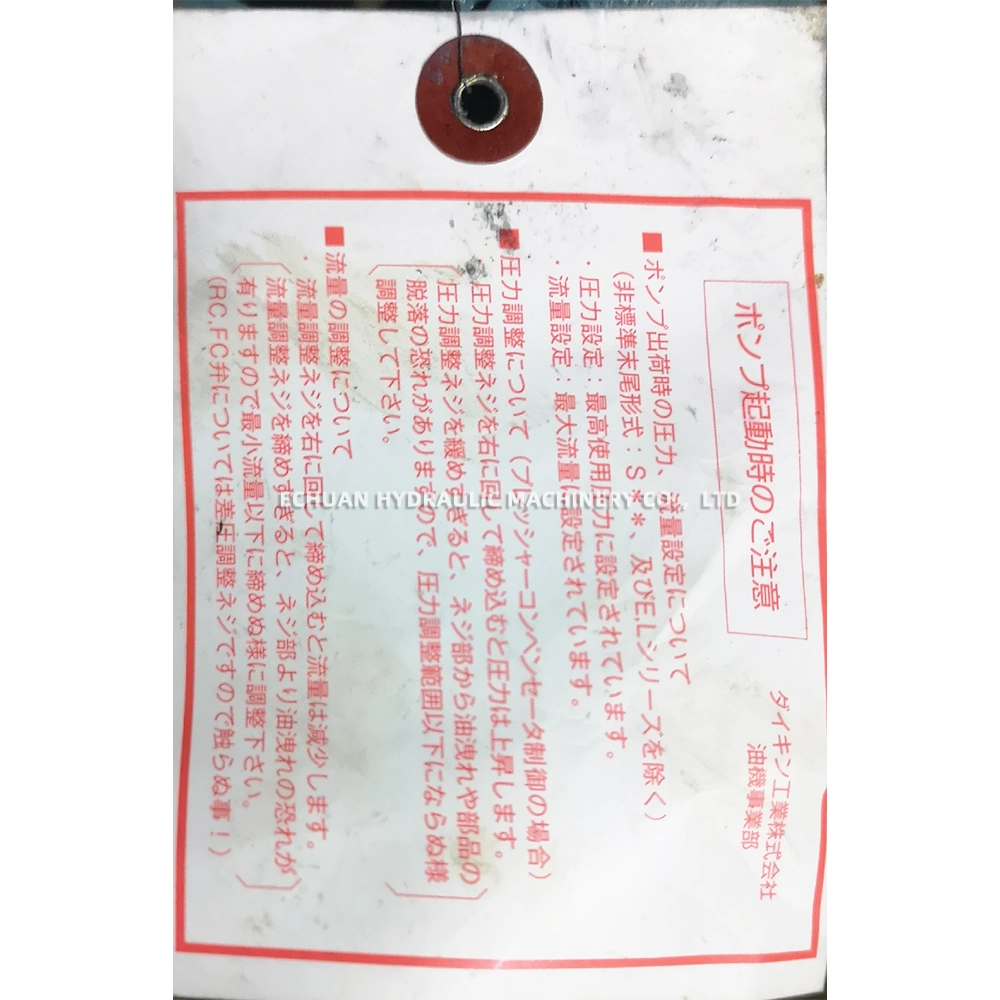 ポンプ起動時のご注意
ダイキン工業株式会社
油機事業部
■ ポンプ出荷時の圧力、流量設定について
(非標準末尾形式:S**、及びE,Lシリーズを除く)
・圧力設定:最高使用圧力に設定されています。
・流量設定:最大流量に設定されています。
■ 圧力調整について(プレッシャーコンペンセータ制御の場合)
圧力調整ネジを右に回して締め込むと圧力は上昇します。
圧力調整ネジを緩めすぎると、ネジ部から油洩れや部品の
脱落の恐れがありますので、圧力調整範囲以下にならぬ様
調整して下さい。
■ 流量の調整について
・流量調整ネジを右に回して締め込むと流量は減少します。
流量調整ネジを締めすぎると、ネジ部より油洩れの恐れが
有りますので最小流量以下に締めぬ様に調整下さい。
(RC,FC弁については差圧調整ネジですので触らぬ事!)
ECHUAN HYDRAULIC MACHINERY CO., LTD